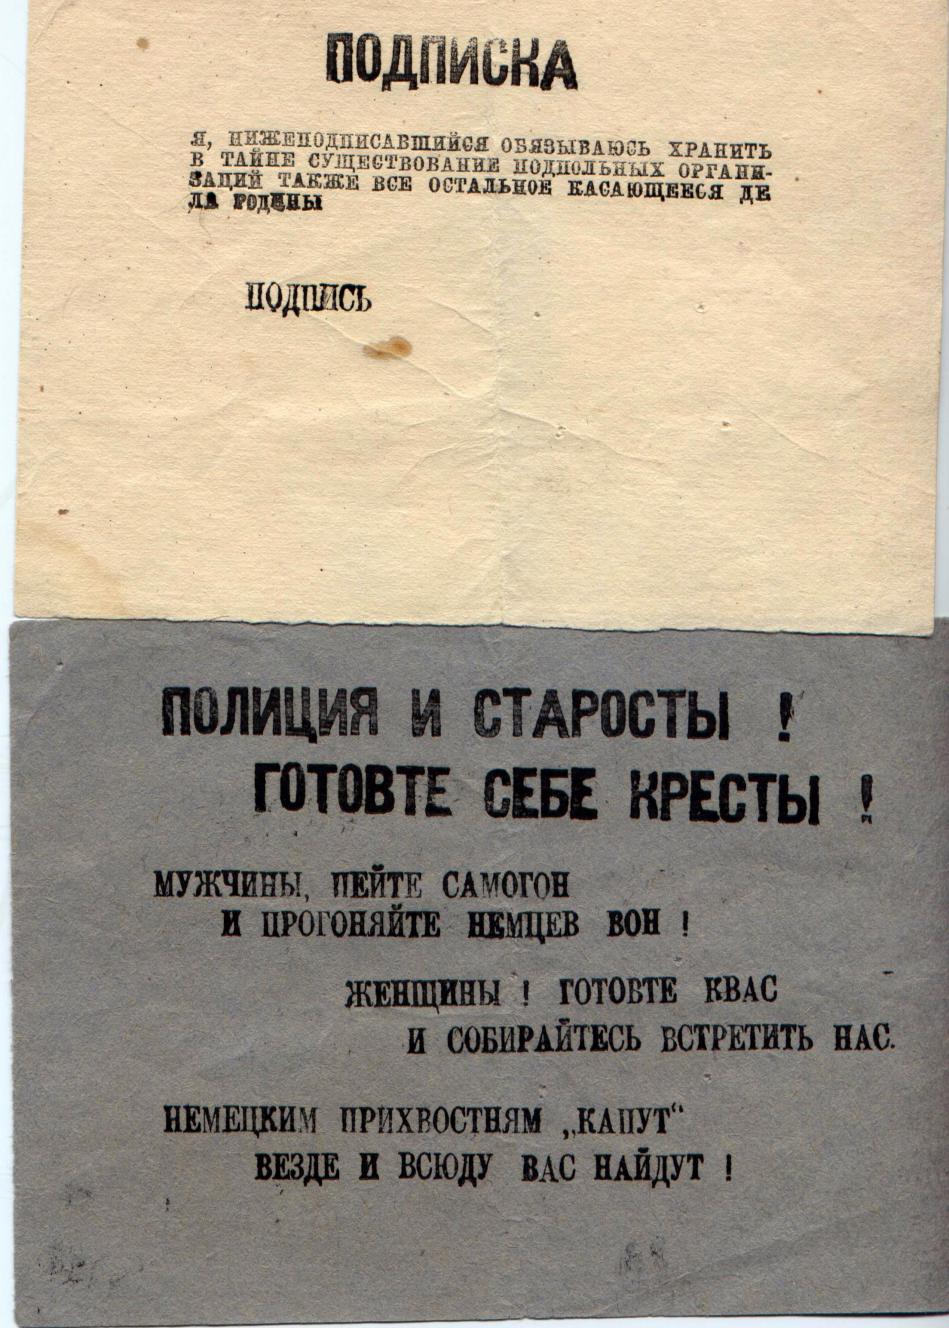 ПОДПИСКА
Я, НИЖЕПОДПИСАВШИЙСЯ ОБЯЗЫВАЮСЬ ХРАНИТЬ
В ТАЙНЕ СУЩЕСТВОВАНИЕ ПОДПОЛЬНЫХ ОРГАНИ-
ЗАЦИЙ ТАКЖЕ ВСЕ ОСТАЛЬНОЕ КАСАЮЩЕЕСЯ ДЕ
ЛА РОДИНЫ
ПОДПИСЬ
ПОЛИЦИЯ И СТАРОСТЫ !
ГОТОВТЕ СЕБЕ КРЕСТЫ !
МУЖЧИНЫ, ПЕЙТЕ САМОГОН
И ПРОГОНЯЙТЕ НЕМЦЕВ ВОН !
ЖЕНЩИНЫ ! ГОТОВТЕ КВАС
И СОБИРАЙТЕСЬ ВСТРЕТИТЬ НАС.
НЕМЕЦКИМ ПРИХВОСТНЯМ „КАПУТ“
ВЕЗДЕ И ВСЮДУ ВАС НАЙДУТ !